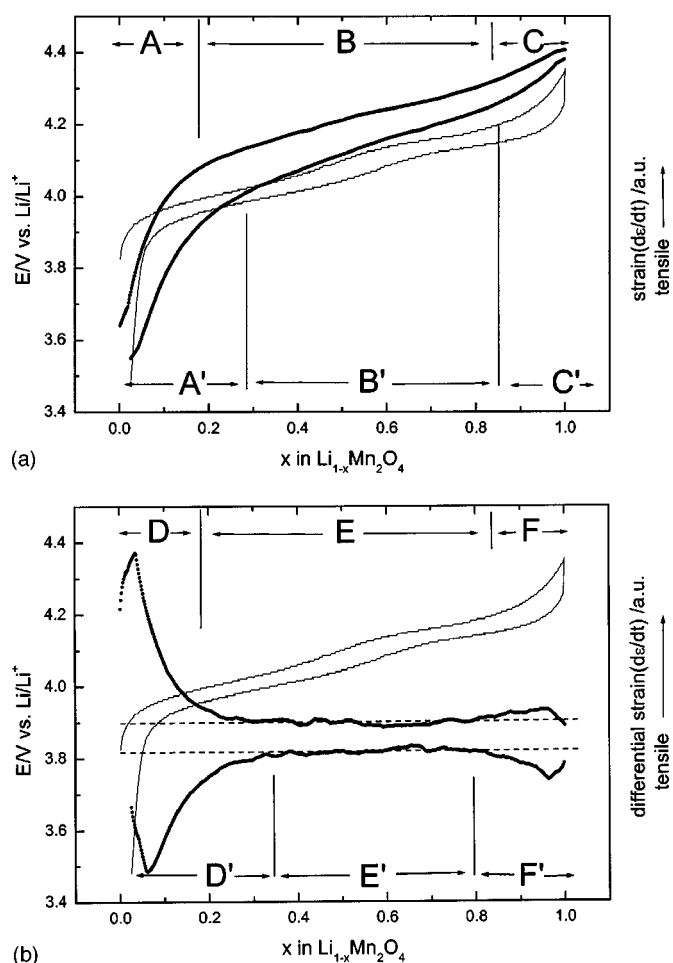 A B C
4.4
4.2
4.0
3.8
3.6
3.4
E/V vs. Li/Li⁺
strain(dε/dt) /a.u.
tensile
A' B' C'
0.0 0.2 0.4 0.6 0.8 1.0
x in Li₁₋ₓMn₂O₄
(a)
D E F
4.4
4.2
4.0
3.8
3.6
3.4
E/V vs. Li/Li⁺
differential strain(dε/dt) /a.u.
tensile
D' E' F'
0.0 0.2 0.4 0.6 0.8 1.0
x in Li₁₋ₓMn₂O₄
(b)